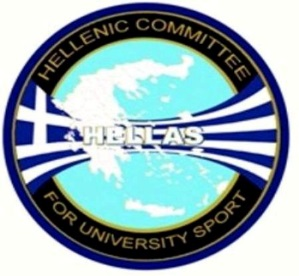 HELLENIC COMMITTEE
HELLAS
FOR UNIVERSITY SPORT